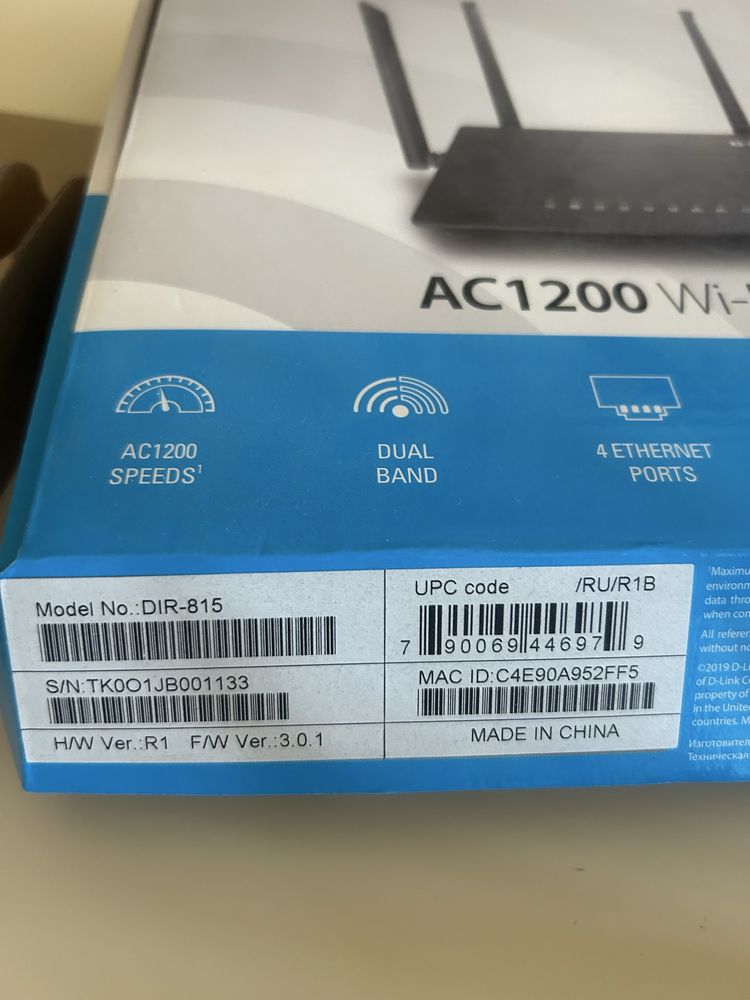 AC1200 Wi-
AC1200
SPEEDS¹
DUAL
BAND
4 ETHERNET
PORTS
Model No.:DIR-815
S/N:TK0O1JB001133
H/W Ver.:R1 F/W Ver.:3.0.1
UPC code /RU/R1B
7 90069 44697 9
MAC ID:C4E90A952FF5
MADE IN CHINA
¹Maximu
environm
data thro
when con
All referen
without no
©2019 D-Li
of D-Link Co
property of
in the Unite
countries. M
Изготовител
Техническая